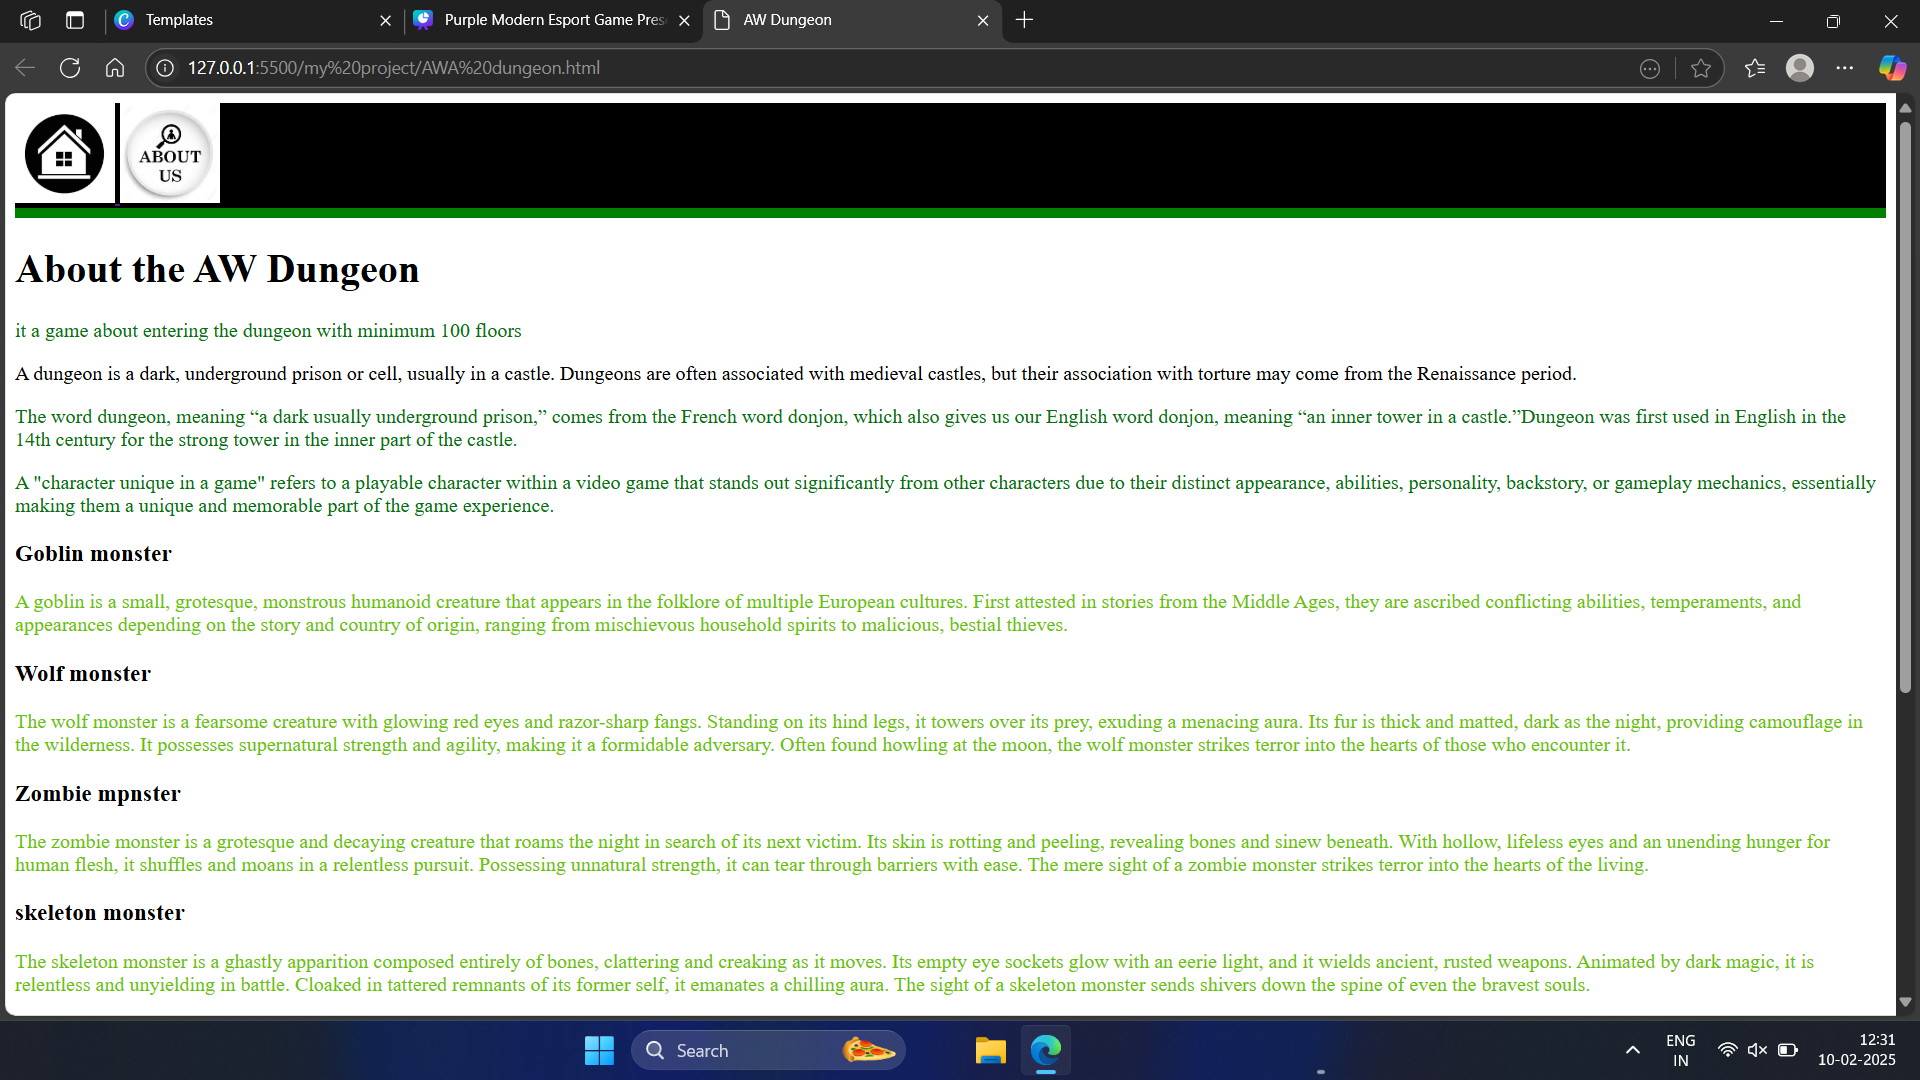 Templates
Purple Modern Esport Game Pres
AW Dungeon
127.0.0.1:5500/my%20project/AWA%20dungeon.html
ABOUT
US
About the AW Dungeon
it a game about entering the dungeon with minimum 100 floors
A dungeon is a dark, underground prison or cell, usually in a castle. Dungeons are often associated with medieval castles, but their association with torture may come from the Renaissance period.
The word dungeon, meaning “a dark usually underground prison,” comes from the French word donjon, which also gives us our English word donjon, meaning “an inner tower in a castle.”Dungeon was first used in English in the
14th century for the strong tower in the inner part of the castle.
A "character unique in a game" refers to a playable character within a video game that stands out significantly from other characters due to their distinct appearance, abilities, personality, backstory, or gameplay mechanics, essentially
making them a unique and memorable part of the game experience.
Goblin monster
A goblin is a small, grotesque, monstrous humanoid creature that appears in the folklore of multiple European cultures. First attested in stories from the Middle Ages, they are ascribed conflicting abilities, temperaments, and
appearances depending on the story and country of origin, ranging from mischievous household spirits to malicious, bestial thieves.
Wolf monster
The wolf monster is a fearsome creature with glowing red eyes and razor-sharp fangs. Standing on its hind legs, it towers over its prey, exuding a menacing aura. Its fur is thick and matted, dark as the night, providing camouflage in
the wilderness. It possesses supernatural strength and agility, making it a formidable adversary. Often found howling at the moon, the wolf monster strikes terror into the hearts of those who encounter it.
Zombie mpnster
The zombie monster is a grotesque and decaying creature that roams the night in search of its next victim. Its skin is rotting and peeling, revealing bones and sinew beneath. With hollow, lifeless eyes and an unending hunger for
human flesh, it shuffles and moans in a relentless pursuit. Possessing unnatural strength, it can tear through barriers with ease. The mere sight of a zombie monster strikes terror into the hearts of the living.
skeleton monster
The skeleton monster is a ghastly apparition composed entirely of bones, clattering and creaking as it moves. Its empty eye sockets glow with an eerie light, and it wields ancient, rusted weapons. Animated by dark magic, it is
relentless and unyielding in battle. Cloaked in tattered remnants of its former self, it emanates a chilling aura. The sight of a skeleton monster sends shivers down the spine of even the bravest souls.
Search
ENG
IN
12:31
10-02-2025